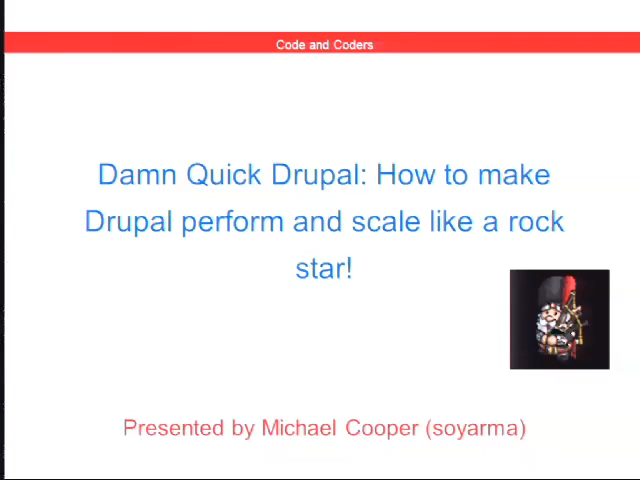 Code and Coders
Damn Quick Drupal: How to make
Drupal perform and scale like a rock
star!
Presented by Michael Cooper (soyarma)